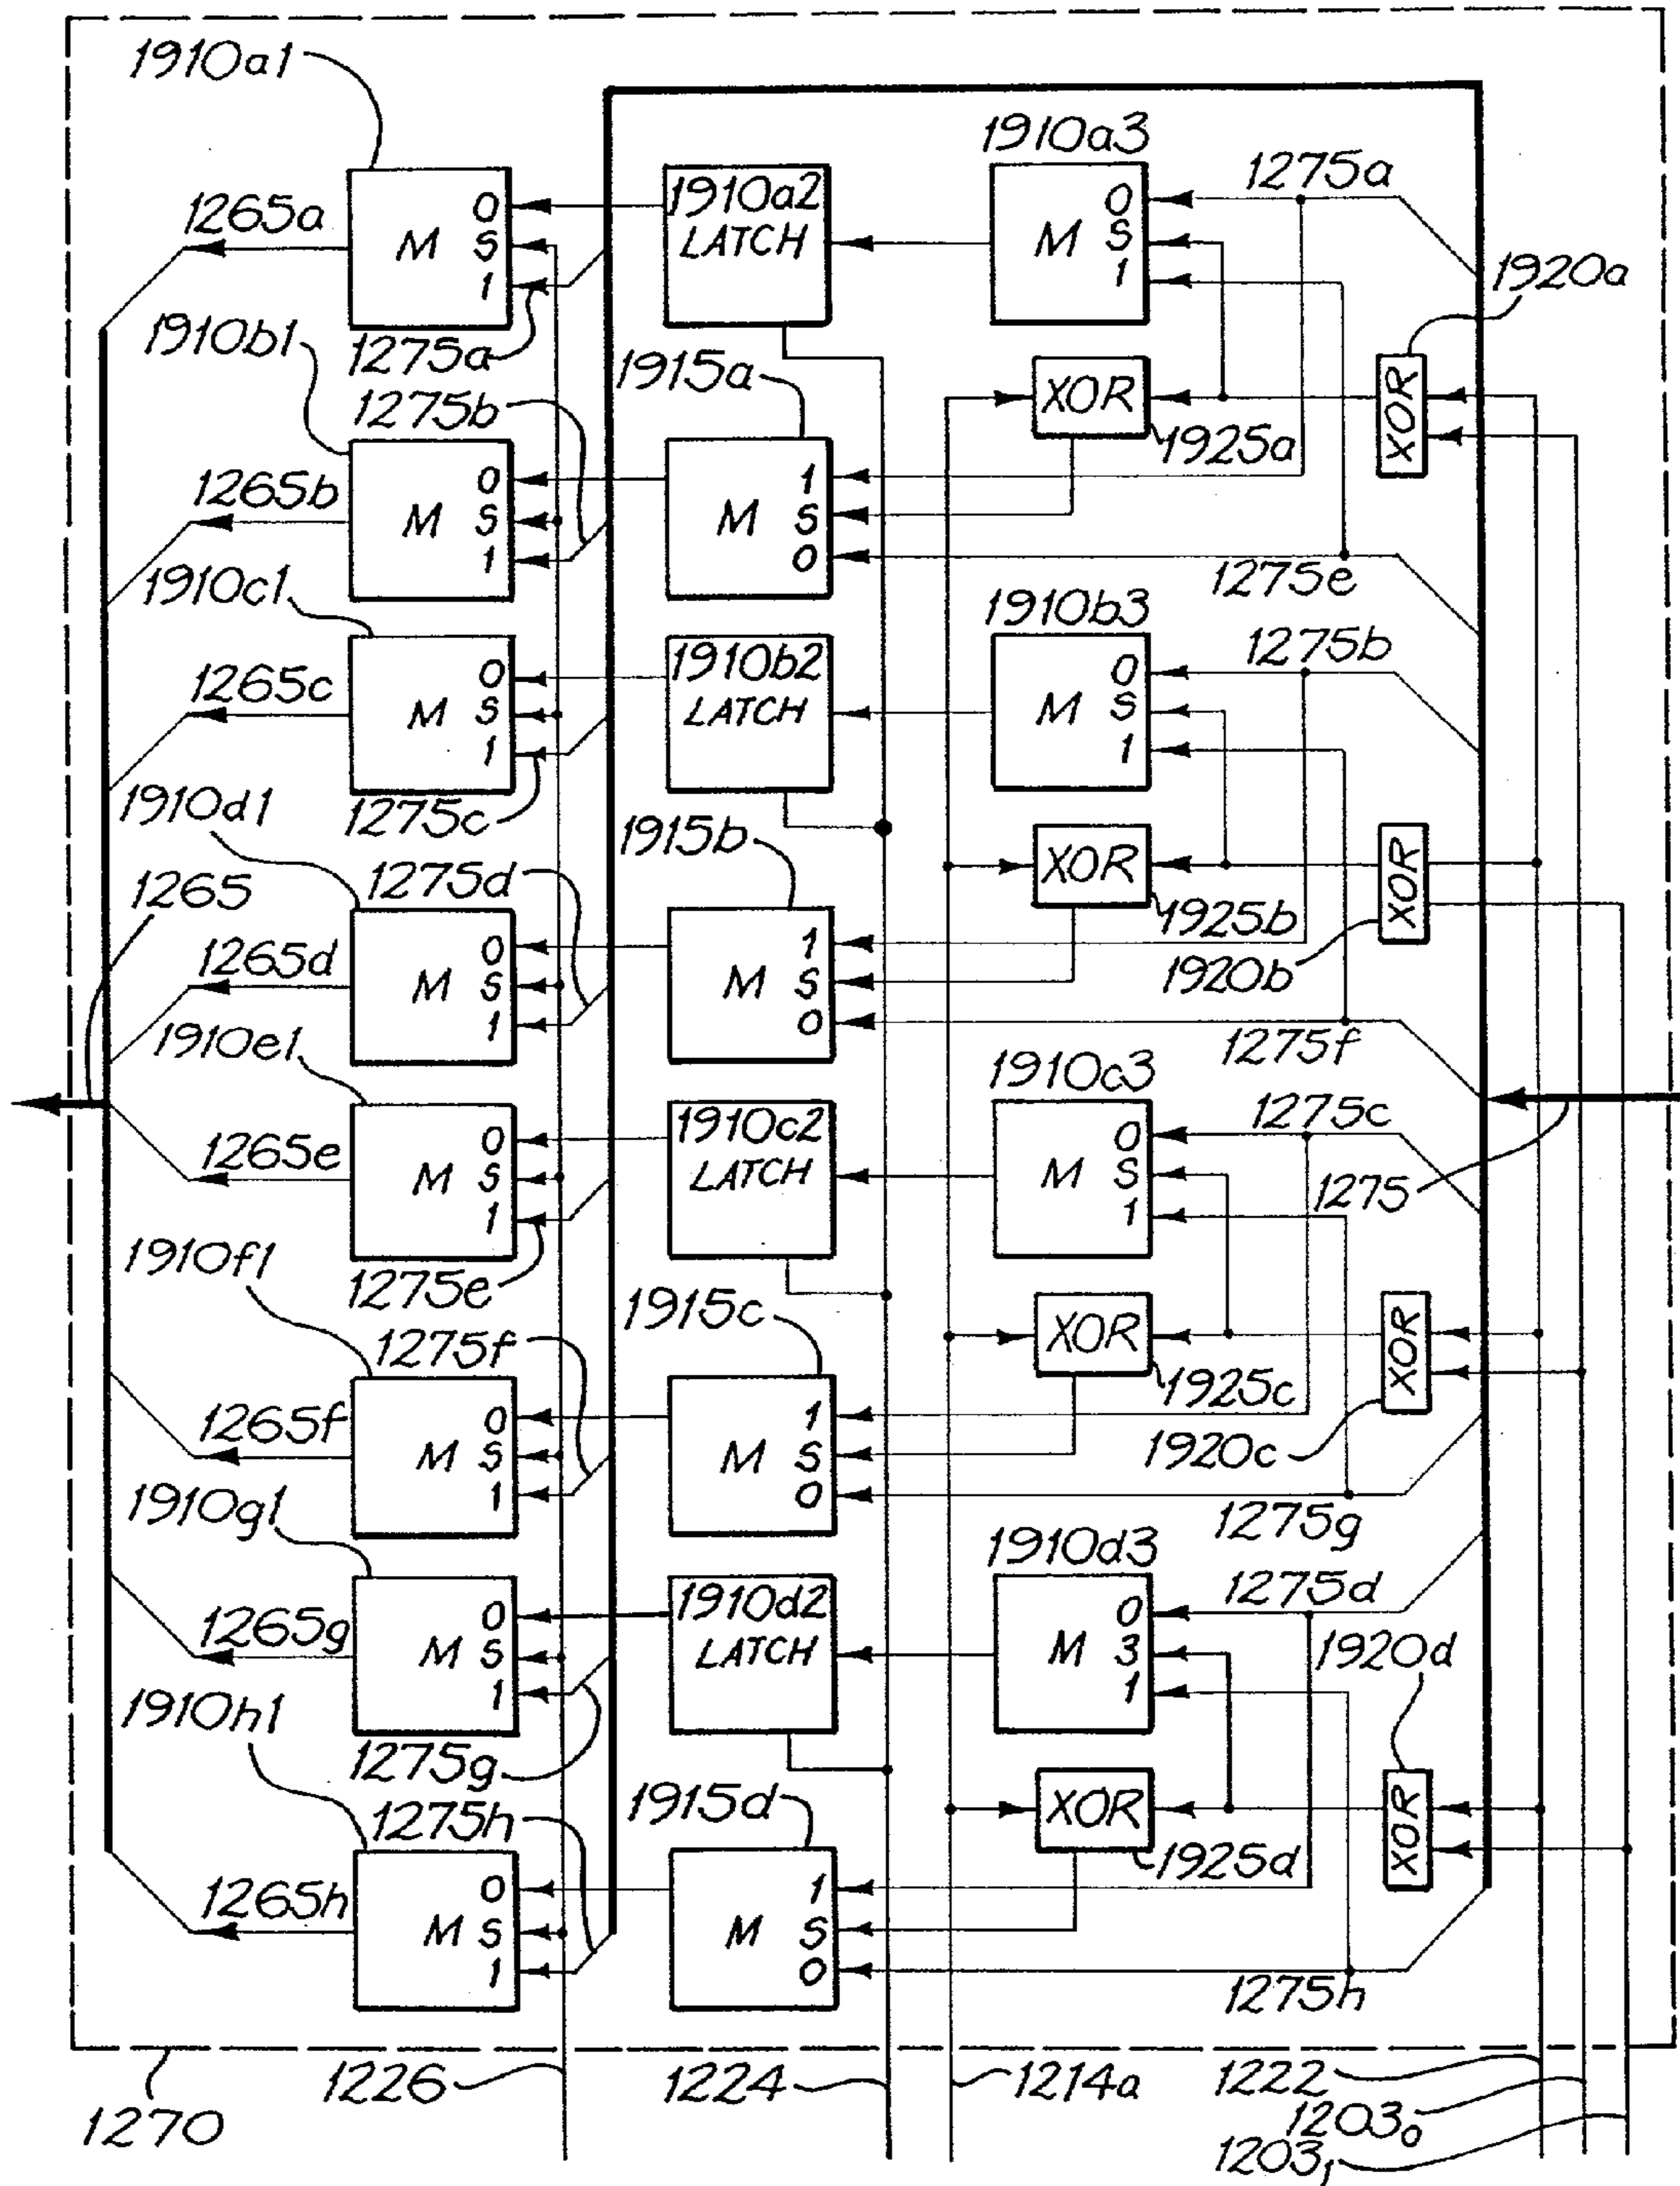 1910a1
1910a3
1275a
1265a
M
0
S
1
1910a2
LATCH
M
0
S
1
1920a
1910b1
1275a
1915a
XOR
XOR
1275b
1925a
1265b
M
0
S
1
M
1
S
0
1275e
1910c1
1910b3
1265c
M
0
S
1
1910b2
LATCH
M
0
S
1
1275b
1910d1
1275c
1915b
XOR
XOR
1265
1275d
1925b
1920b
1265d
M
0
S
1
M
1
S
0
1275f
1910e1
1910c3
1265e
M
0
S
1
1910c2
LATCH
M
0
S
1
1275c
1275
1910f1
1275e
1915c
XOR
XOR
1275f
1925c
1920c
1265f
M
0
S
1
M
1
S
0
1275g
1910g1
1910d3
1265g
M
0
S
1
1910d2
LATCH
M
0
3
1
1275d
1920d
1910h1
1275g
1915d
XOR
XOR
1275h
1925d
1265h
M
0
S
1
M
1
S
0
1275h
1270
1226
1224
1214a
1222
1203₀
1203₁